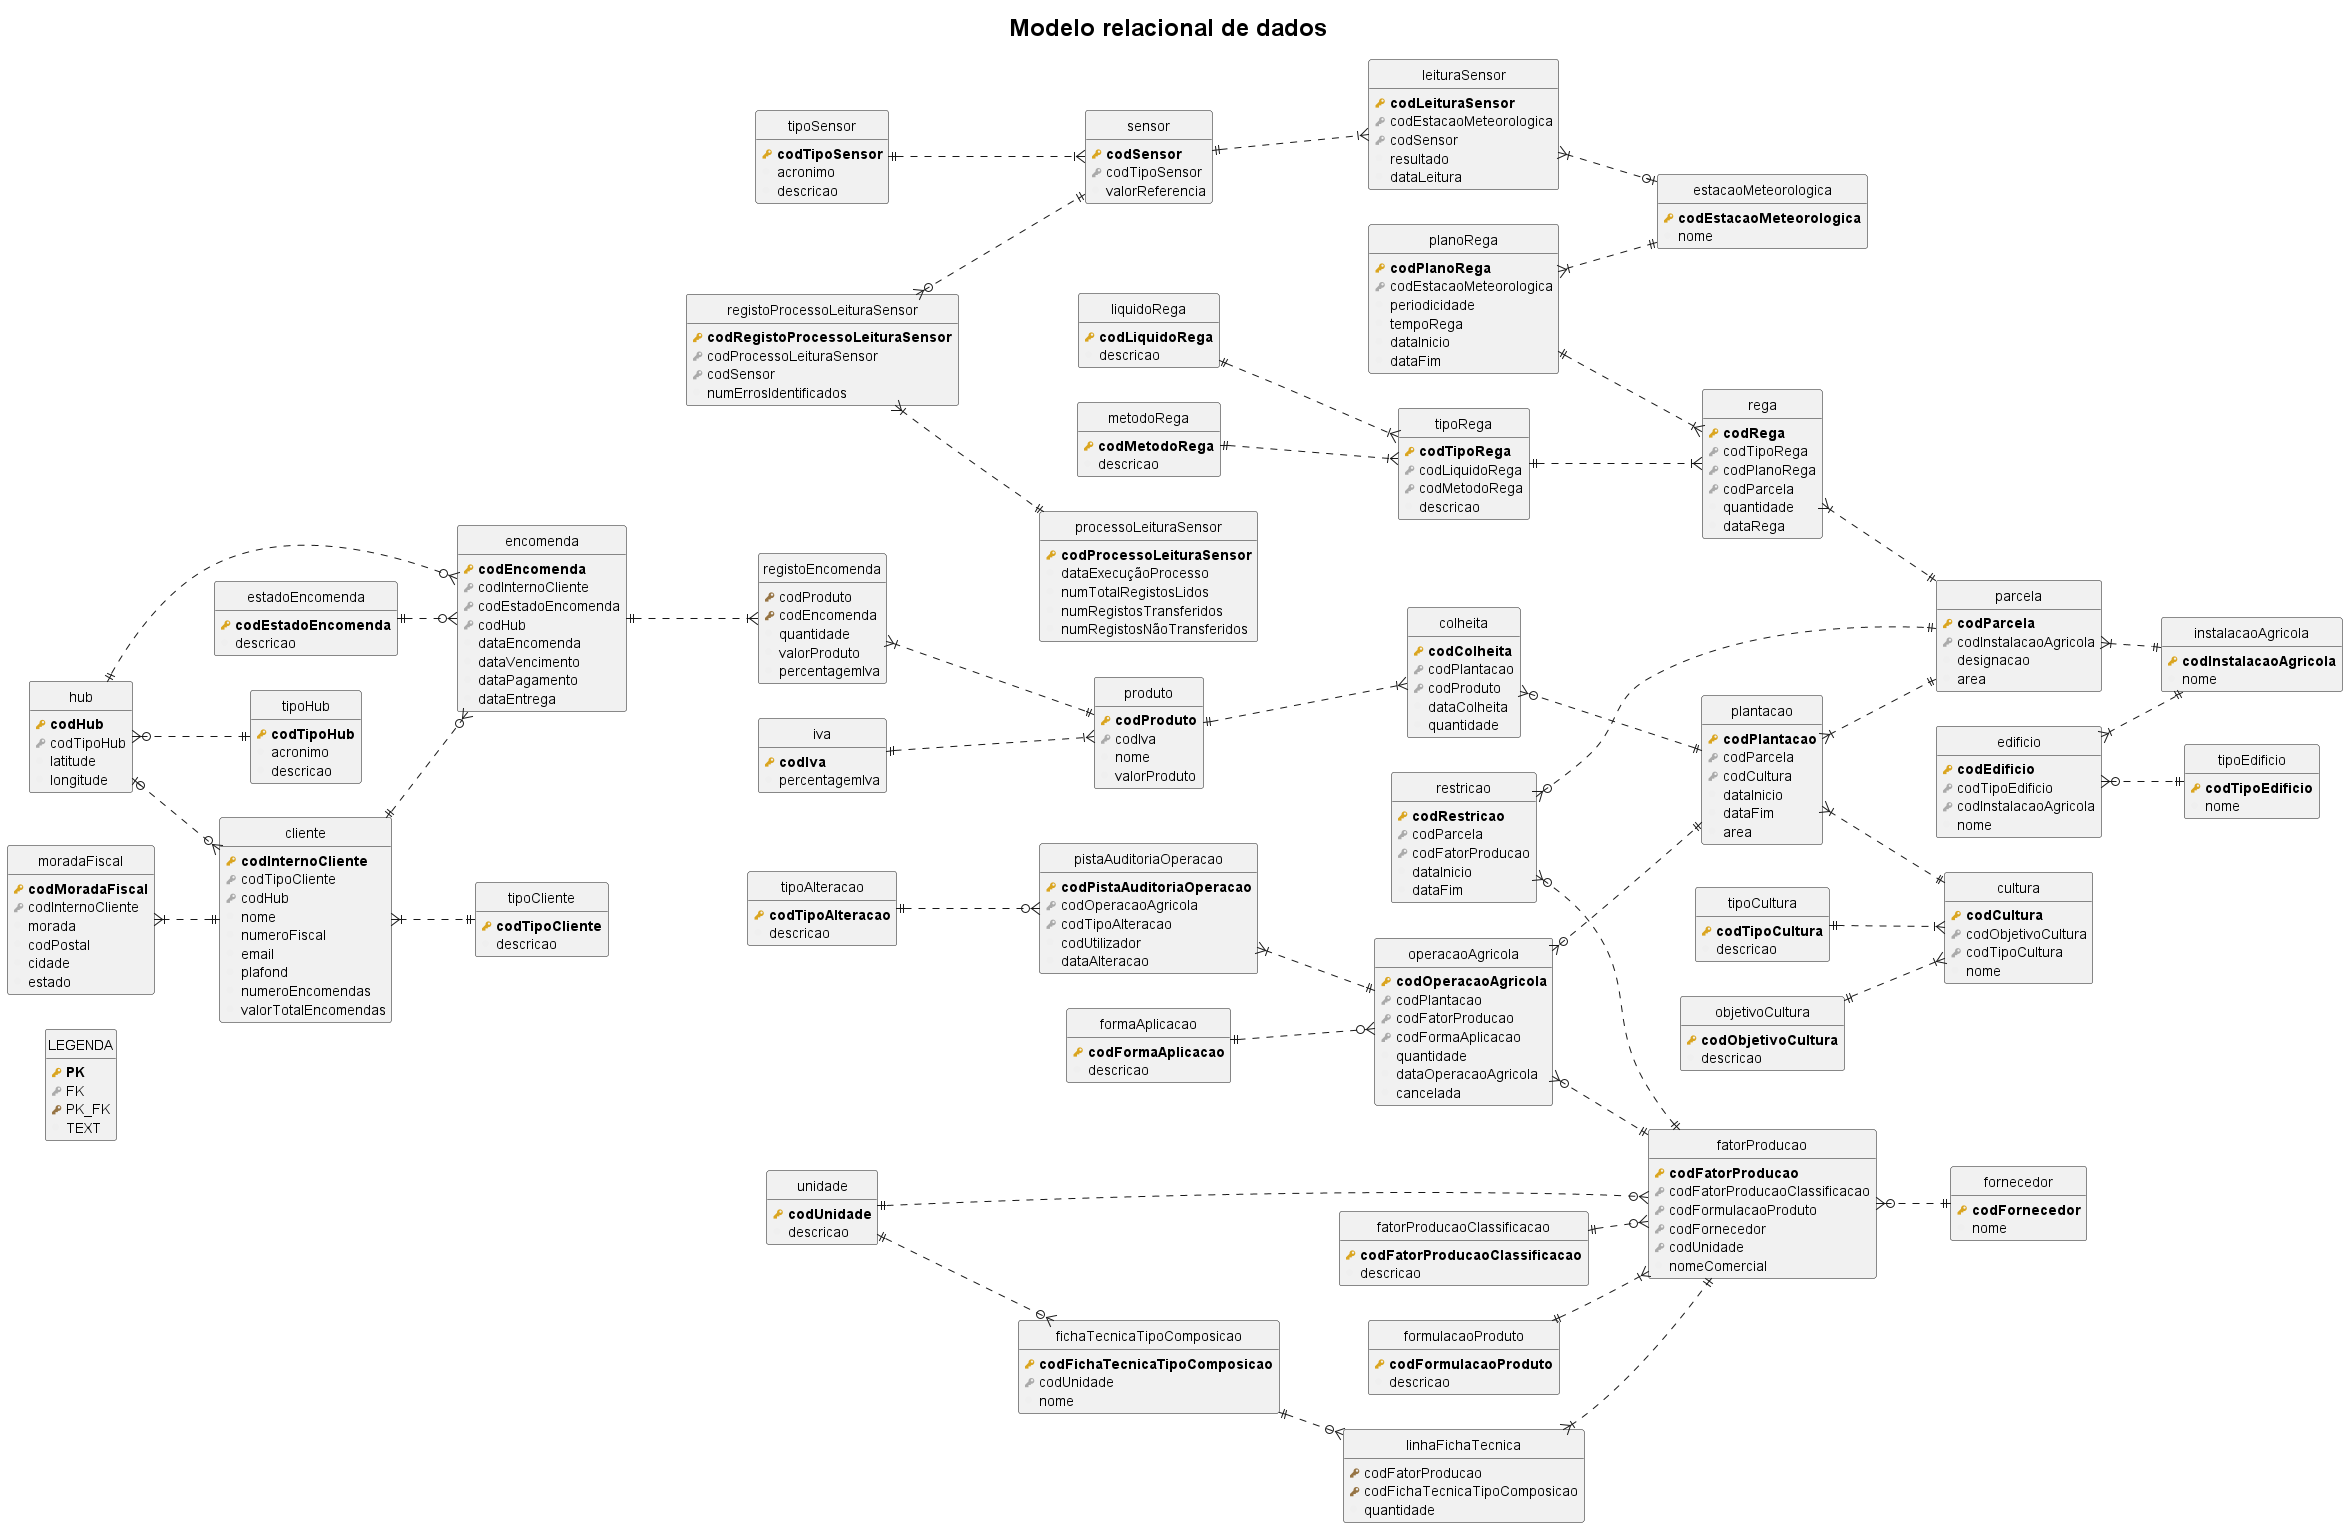 Modelo relacional de dados
leituraSensor
codLeituraSensor
codEstacaoMeteorologica
codSensor
resultado
dataLeitura
tipoSensor
codTipoSensor
acronimo
descricao
sensor
codSensor
codTipoSensor
valorReferencia
estacaoMeteorologica
codEstacaoMeteorologica
nome
planoRega
codPlanoRega
codEstacaoMeteorologica
periodicidade
tempoRega
dataInicio
dataFim
registoProcessoLeituraSensor
codRegistoProcessoLeituraSensor
codProcessoLeituraSensor
codSensor
numErrosIdentificados
liquidoRega
codLiquidoRega
descricao
metodoRega
codMetodoRega
descricao
tipoRega
codTipoRega
codLiquidoRega
codMetodoRega
descricao
rega
codRega
codTipoRega
codPlanoRega
codParcela
quantidade
dataRega
processoLeituraSensor
codProcessoLeituraSensor
dataExecuçãoProcesso
numTotalRegistosLidos
numRegistosTransferidos
numRegistosNãoTransferidos
encomenda
codEncomenda
codInternoCliente
codEstadoEncomenda
codHub
dataEncomenda
dataVencimento
dataPagamento
dataEntrega
estadoEncomenda
codEstadoEncomenda
descricao
registoEncomenda
codProduto
codEncomenda
quantidade
valorProduto
percentagemIva
colheita
codColheita
codPlantacao
codProduto
dataColheita
quantidade
parcela
codParcela
codInstalacaoAgricola
designacao
area
instalacaoAgricola
codInstalacaoAgricola
nome
hub
codHub
codTipoHub
latitude
longitude
tipoHub
codTipoHub
acronimo
descricao
iva
codIva
percentagemIva
produto
codProduto
codIva
nome
valorProduto
plantacao
codPlantacao
codParcela
codCultura
dataInicio
dataFim
area
edificio
codEdificio
codTipoEdificio
codInstalacaoAgricola
nome
tipoEdificio
codTipoEdificio
nome
restricao
codRestricao
codParcela
codFatorProducao
dataInicio
dataFim
moradaFiscal
codMoradaFiscal
codInternoCliente
morada
codPostal
cidade
estado
cliente
codInternoCliente
codTipoCliente
codHub
nome
numeroFiscal
email
plafond
numeroEncomendas
valorTotalEncomendas
tipoCliente
codTipoCliente
descricao
tipoAlteracao
codTipoAlteracao
descricao
pistaAuditoriaOperacao
codPistaAuditoriaOperacao
codOperacaoAgricola
codTipoAlteracao
codUtilizador
dataAlteracao
tipoCultura
codTipoCultura
descricao
cultura
codCultura
codObjetivoCultura
codTipoCultura
nome
operacaoAgricola
codOperacaoAgricola
codPlantacao
codFatorProducao
codFormaAplicacao
quantidade
dataOperacaoAgricola
cancelada
objetivoCultura
codObjetivoCultura
descricao
formaAplicacao
codFormaAplicacao
descricao
LEGENDA
PK
FK
PK_FK
TEXT
unidade
codUnidade
descricao
fatorProducao
codFatorProducao
codFatorProducaoClassificacao
codFormulacaoProduto
codFornecedor
codUnidade
nomeComercial
fornecedor
codFornecedor
nome
fatorProducaoClassificacao
codFatorProducaoClassificacao
descricao
fichaTecnicaTipoComposicao
codFichaTecnicaTipoComposicao
codUnidade
nome
formulacaoProduto
codFormulacaoProduto
descricao
linhaFichaTecnica
codFatorProducao
codFichaTecnicaTipoComposicao
quantidade